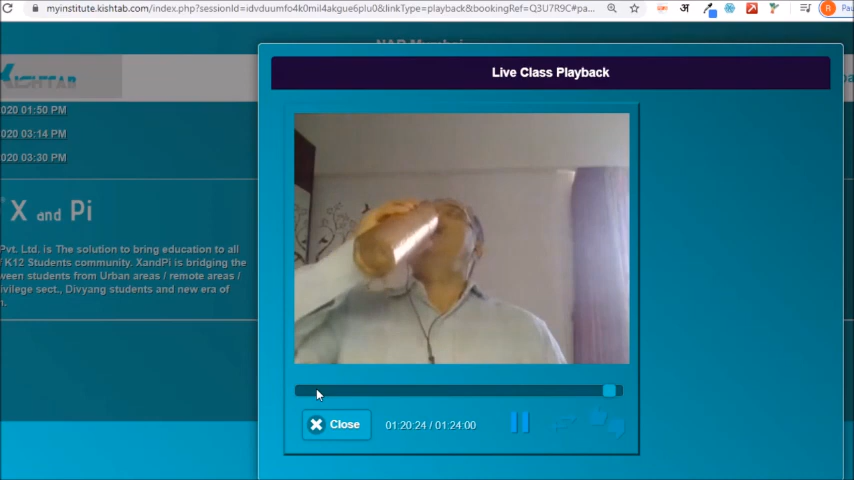 myinstitute.kishtab.com/index.php?sessionId=idvduumfo4k0mil4akgue6plu0&linkType=playback&bookingRef=Q3U7R9C#pa...
अ
R
Pau
Live Class Playback
KISHTAB
2020 01:50 PM
2020 03:14 PM
2020 03:30 PM
X and Pi
Pvt. Ltd. is The solution to bring education to all
f K12 Students community. XandPi is bridging the
ween students from Urban areas / remote areas /
ivilege sect., Divyang students and new era of
Close
01:20:24 / 01:24:00